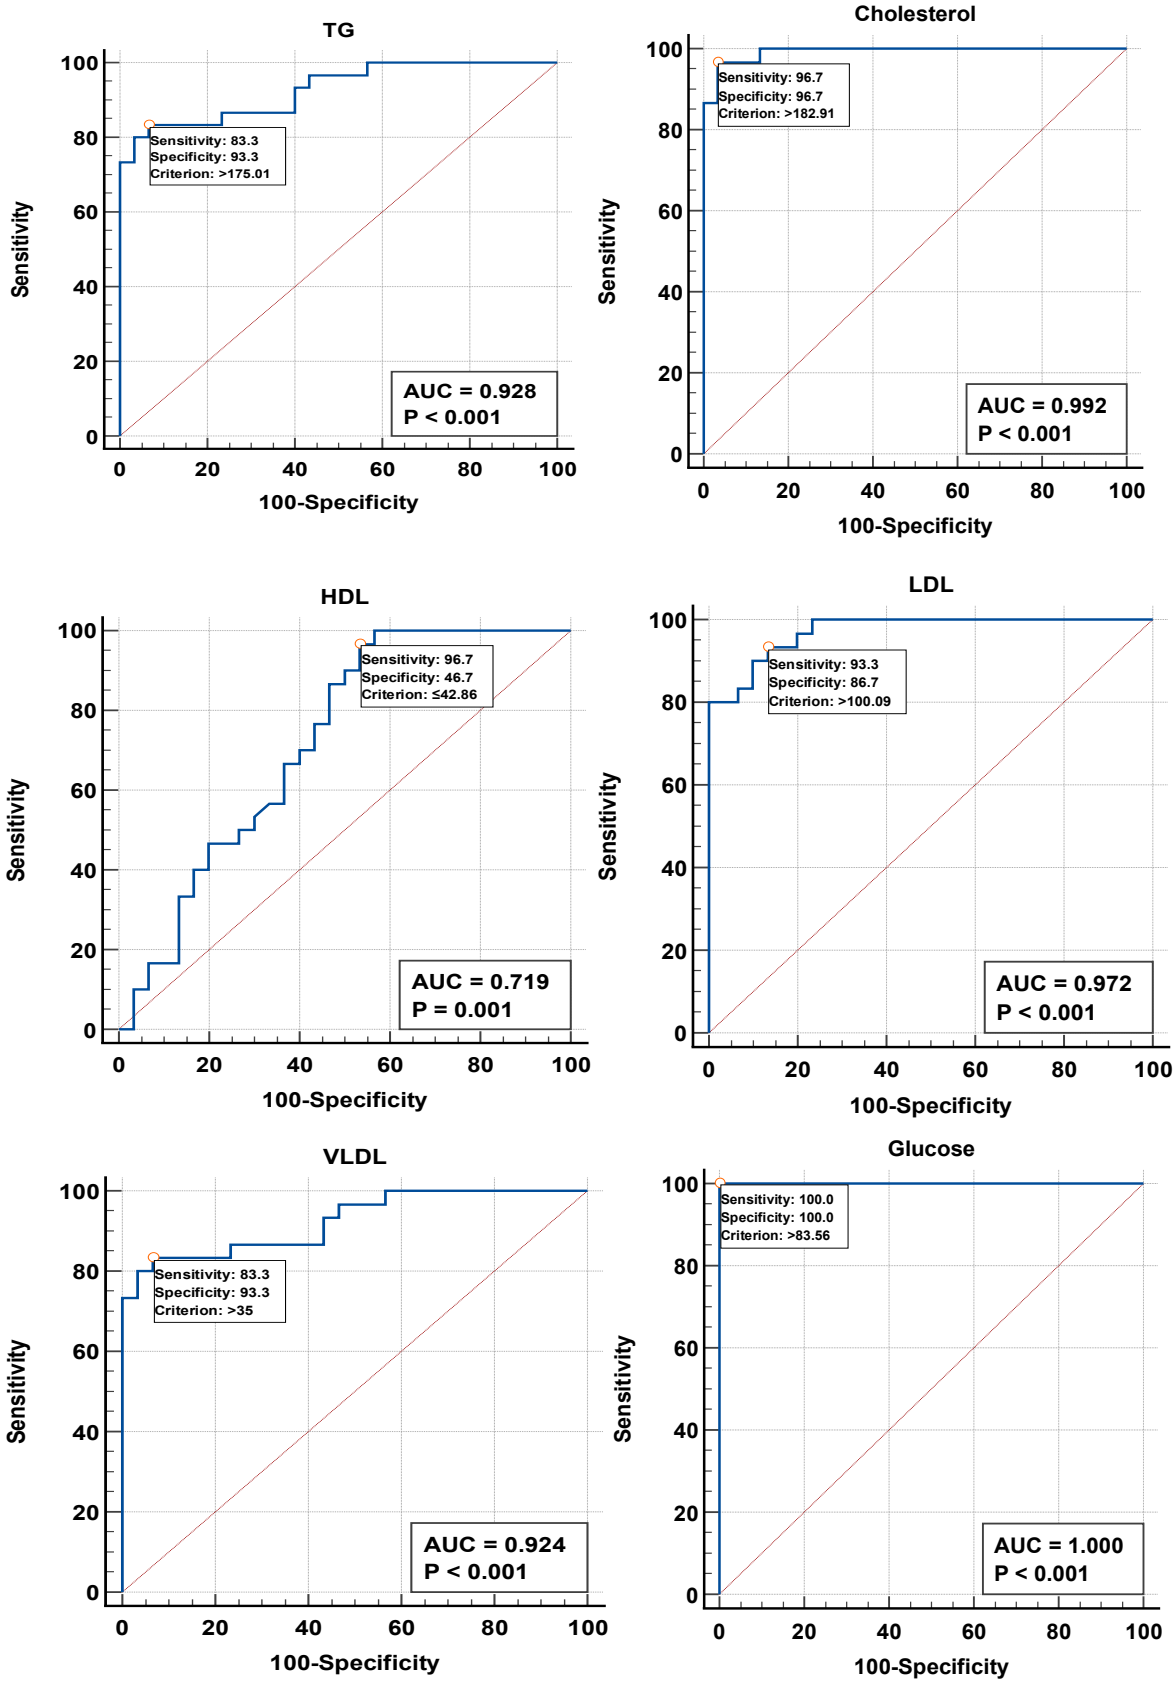 TG
100
80
60
40
20
0
Sensitivity
Sensitivity: 83.3
Specificity: 93.3
Criterion: >175.01
AUC = 0.928
P < 0.001
0 20 40 60 80 100
100-Specificity
Cholesterol
100
80
60
40
20
0
Sensitivity
Sensitivity: 96.7
Specificity: 96.7
Criterion: >182.91
AUC = 0.992
P < 0.001
0 20 40 60 80 100
100-Specificity
HDL
100
80
60
40
20
0
Sensitivity
Sensitivity: 96.7
Specificity: 46.7
Criterion: ≤42.86
AUC = 0.719
P = 0.001
0 20 40 60 80 100
100-Specificity
LDL
100
80
60
40
20
0
Sensitivity
Sensitivity: 93.3
Specificity: 86.7
Criterion: >100.09
AUC = 0.972
P < 0.001
0 20 40 60 80 100
100-Specificity
VLDL
100
80
60
40
20
0
Sensitivity
Sensitivity: 83.3
Specificity: 93.3
Criterion: >35
AUC = 0.924
P < 0.001
0 20 40 60 80 100
100-Specificity
Glucose
100
80
60
40
20
0
Sensitivity
Sensitivity: 100.0
Specificity: 100.0
Criterion: >83.56
AUC = 1.000
P < 0.001
0 20 40 60 80 100
100-Specificity